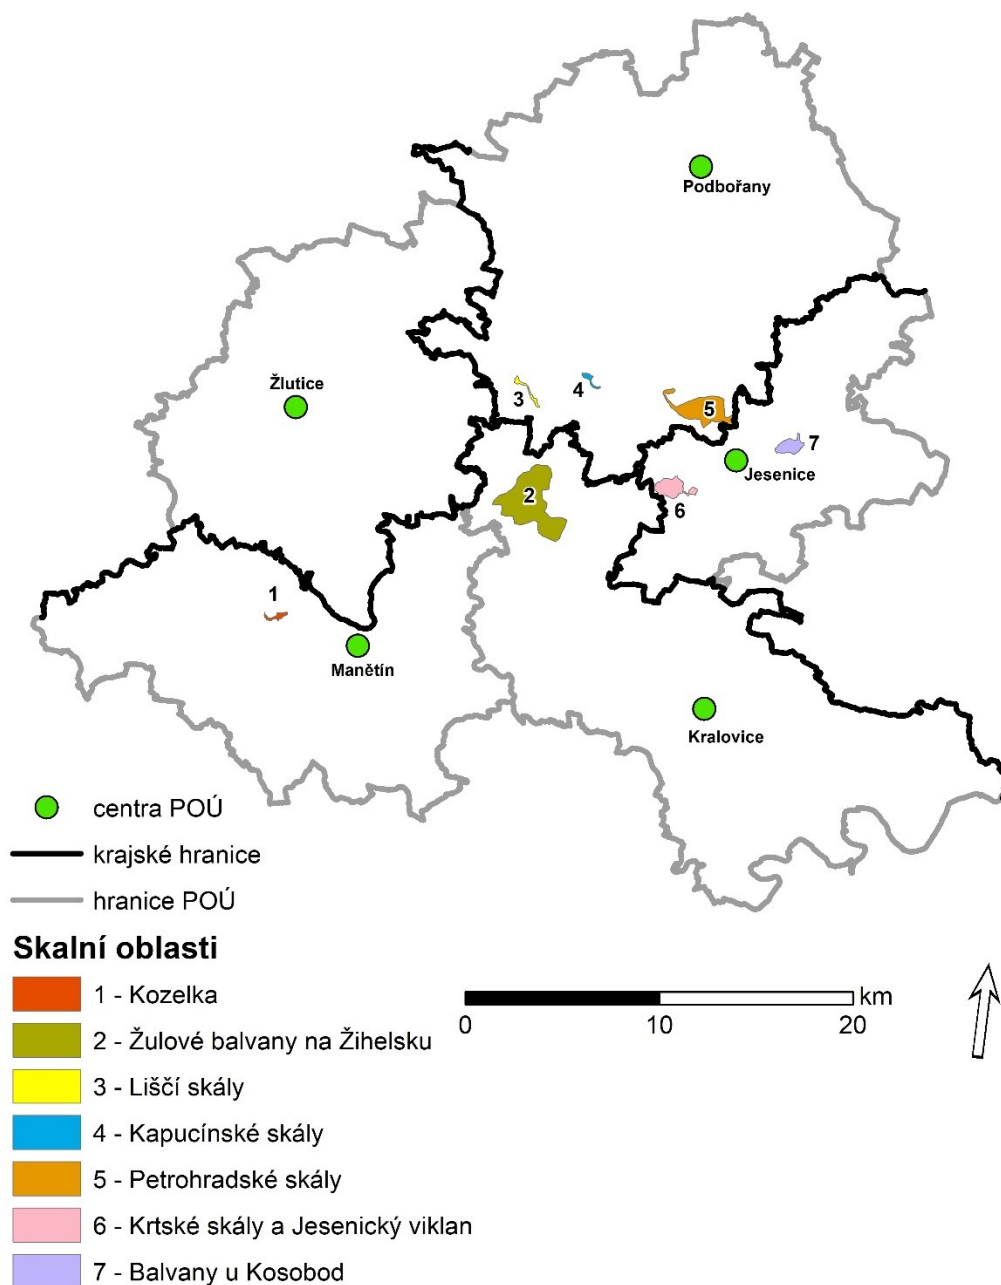 Podbořany
Žlutice
3
4
5
7
Jesenice
2
6
1
Manětín
Kralovice
centra POÚ
krajské hranice
hranice POÚ
Skalní oblasti
1 - Kozelka
2 - Žulové balvany na Žihelsku
3 - Liščí skály
4 - Kapucínské skály
5 - Petrohradské skály
6 - Krtské skály a Jesenický viklan
7 - Balvany u Kosobod
km
0 10 20